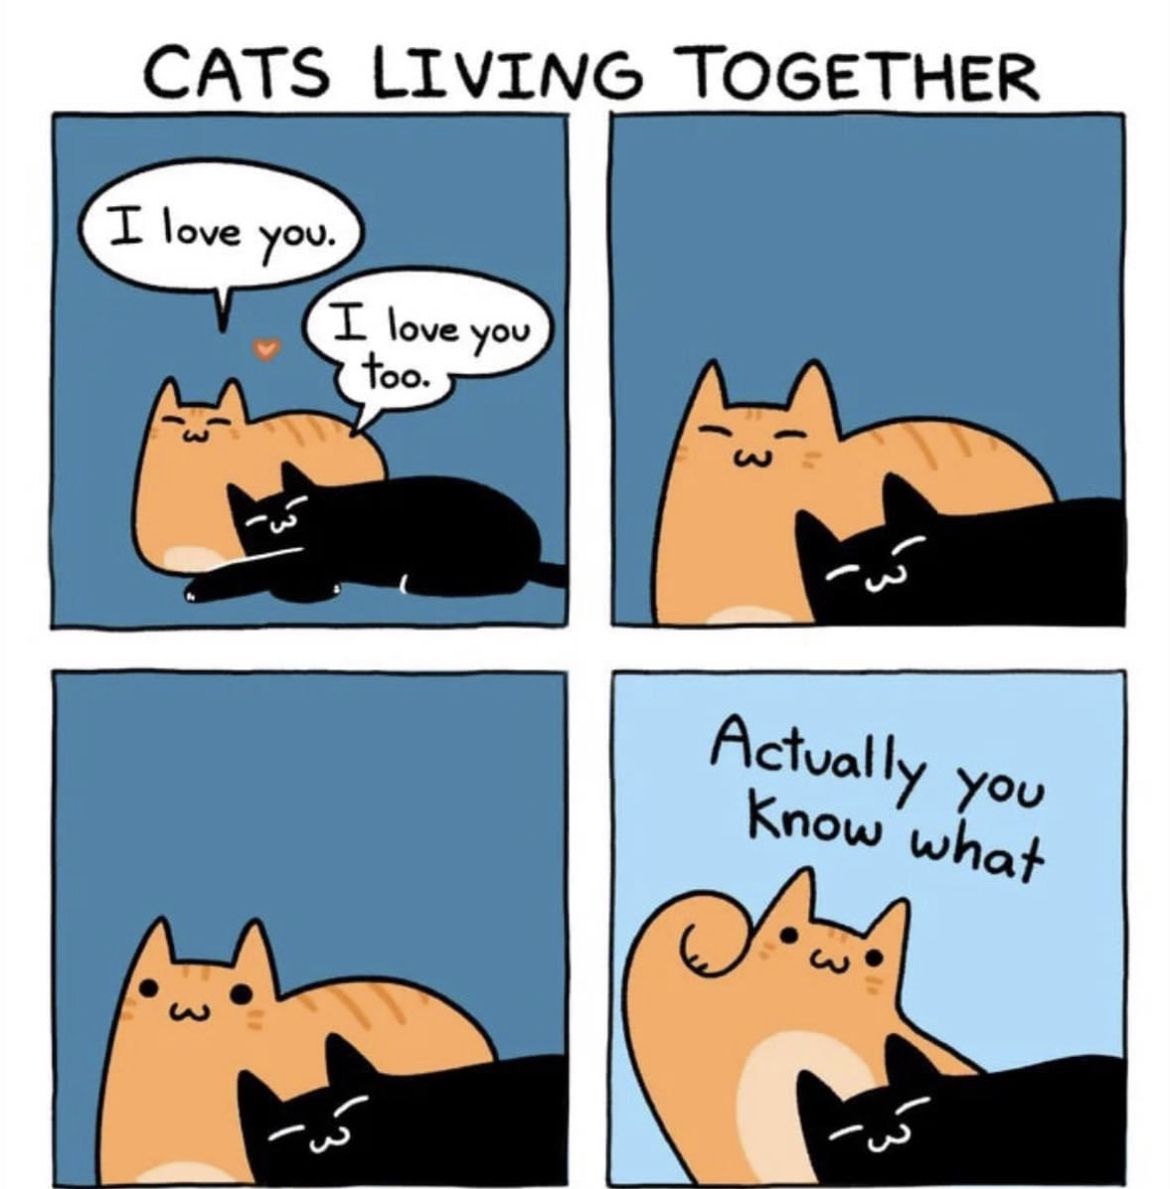 CATS LIVING TOGETHER
I love you.
I love you
too.
Actually you
Know what